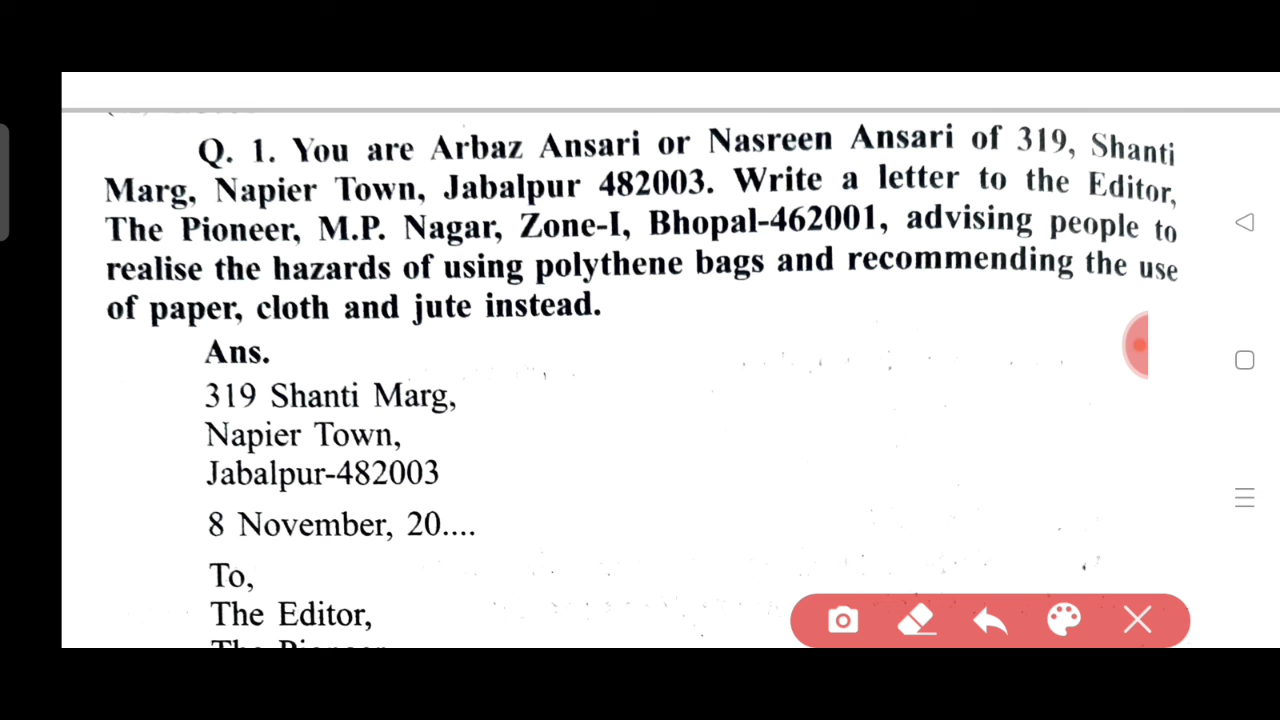 Q. 1. You are Arbaz Ansari or Nasreen Ansari of 319, Shanti
Marg, Napier Town, Jabalpur 482003. Write a letter to the Editor,
The Pioneer, M.P. Nagar, Zone-I, Bhopal-462001, advising people to
realise the hazards of using polythene bags and recommending the use
of paper, cloth and jute instead.
Ans.
319 Shanti Marg,
Napier Town,
Jabalpur-482003
8 November, 20....
To,
The Editor,
The Pioneer